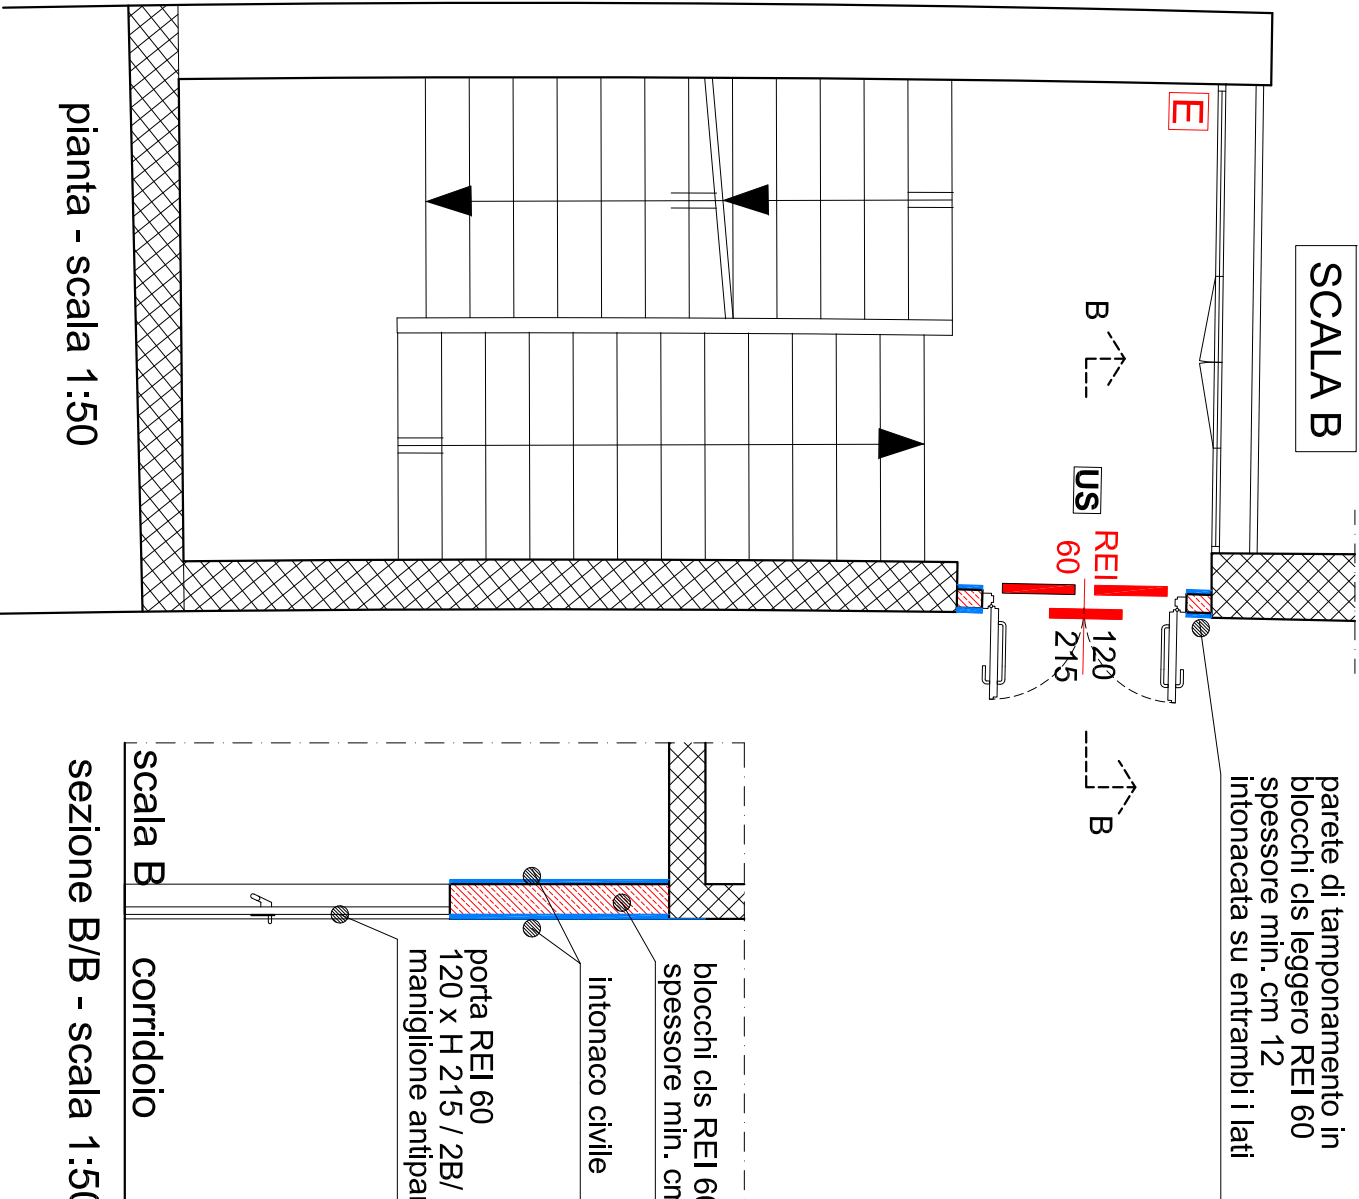 SCALA B
E
B
US
REI
60
120
215
B
parete di tamponamento in
blocchi cls leggero REI 60
spessore min. cm 12
intonacata su entrambi i lati
pianta - scala 1:50
blocchi cls REI 60
spessore min. cm
intonaco civile
porta REI 60
120 x H 215 / 2B/
maniglione antipan
scala B
corridoio
sezione B/B - scala 1:50